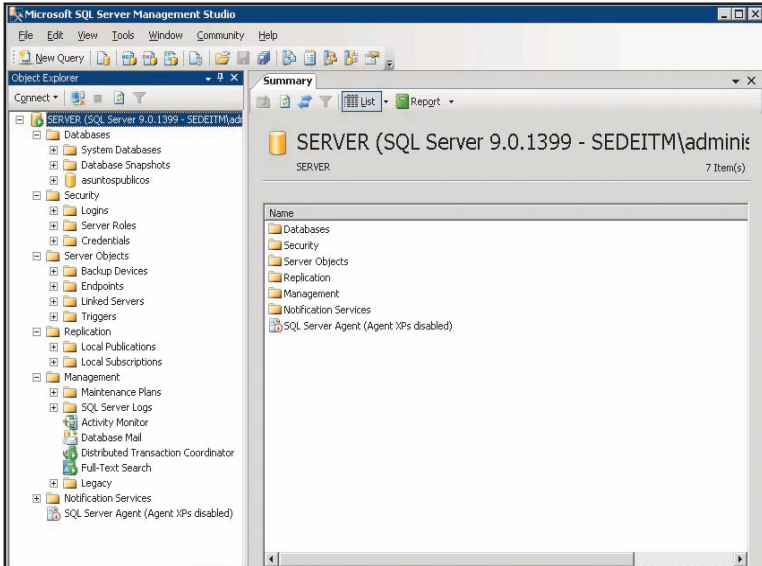 Microsoft SQL Server Management Studio
File Edit View Tools Window Community Help
New Query
Object Explorer
Connect
SERVER (SQL Server 9.0.1399 - SEDEITM\adm
Databases
System Databases
Database Snapshots
asuntospublicos
Security
Logins
Server Roles
Credentials
Server Objects
Backup Devices
Endpoints
Linked Servers
Triggers
Replication
Local Publications
Local Subscriptions
Management
Maintenance Plans
SQL Server Logs
Activity Monitor
Database Mail
Distributed Transaction Coordinator
Full-Text Search
Legacy
Notification Services
SQL Server Agent (Agent XPs disabled)
Summary
List Report
SERVER (SQL Server 9.0.1399 - SEDEITM\adminis
SERVER 7 Item(s)
Name
Databases
Security
Server Objects
Replication
Management
Notification Services
SQL Server Agent (Agent XPs disabled)